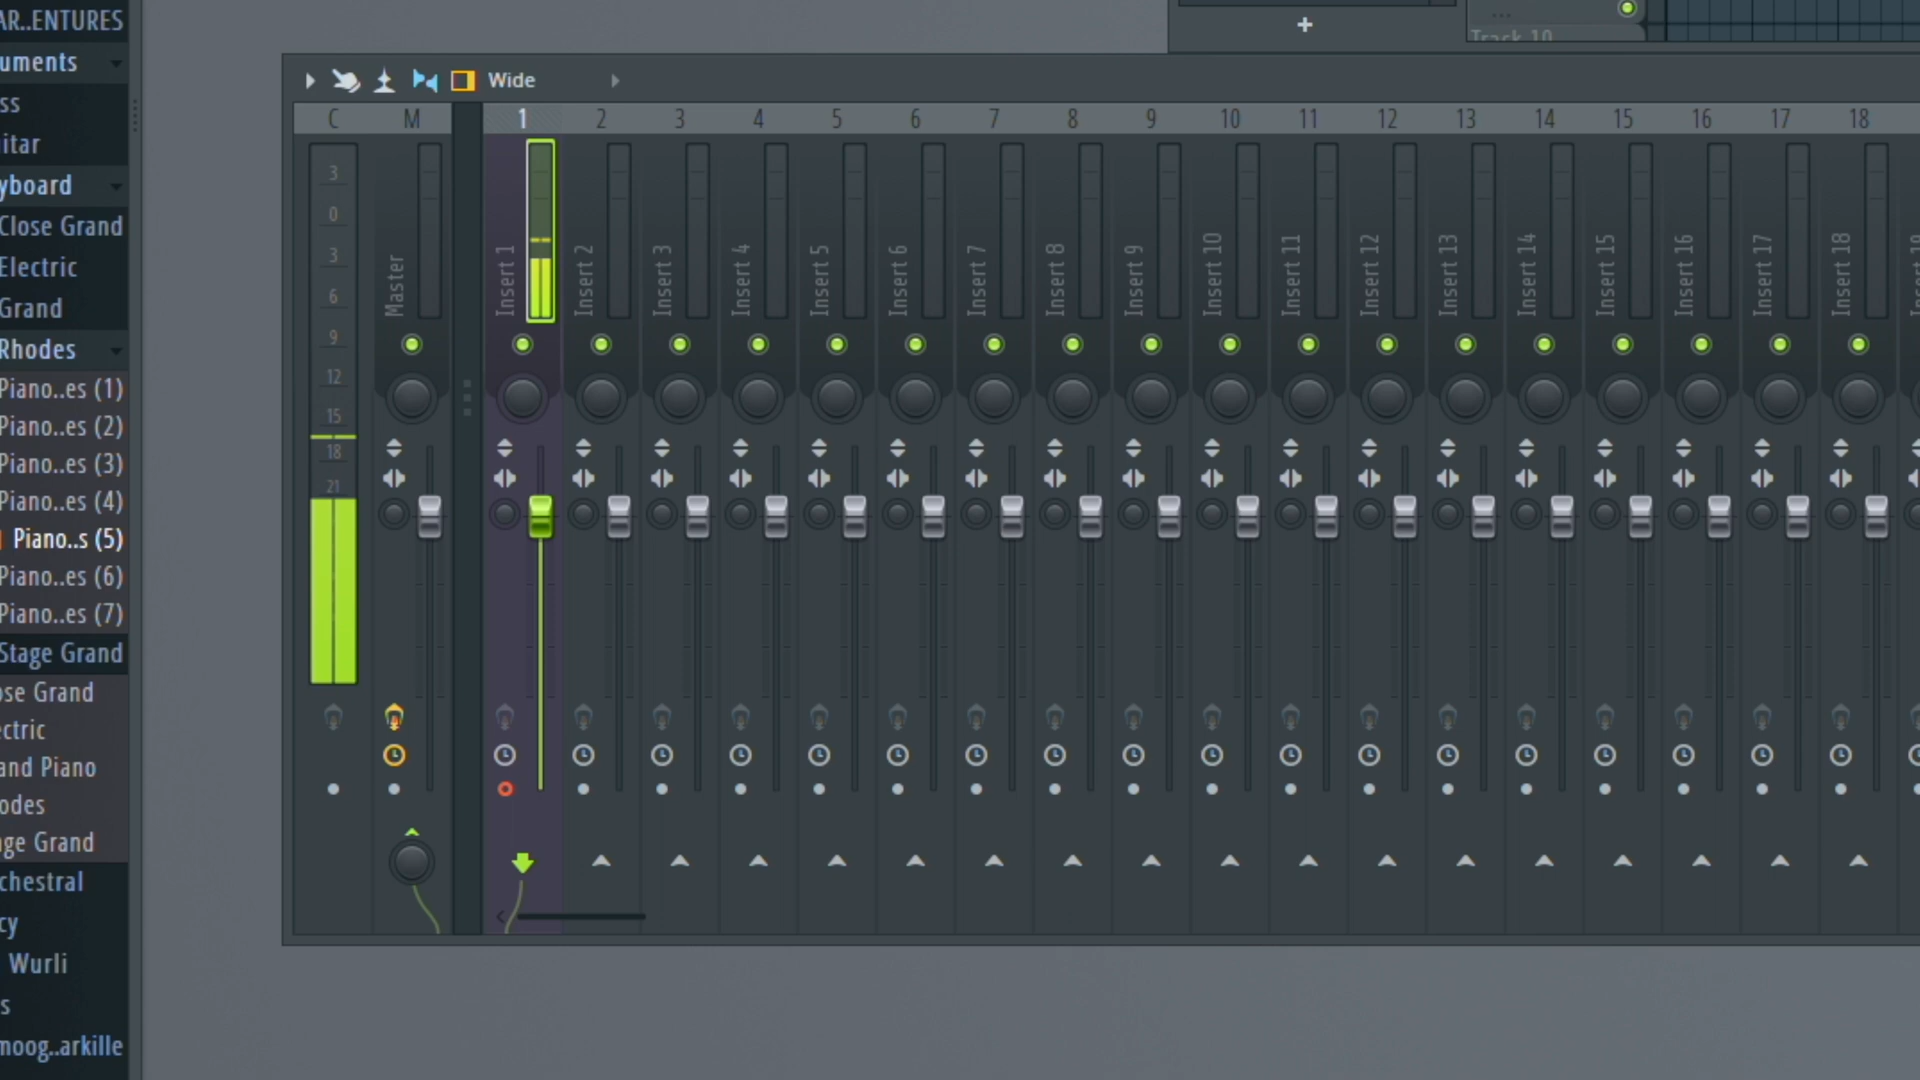 AR..ENTURES
uments
ss
itar
yboard
Close Grand
Electric
Grand
Rhodes
Piano..es (1)
Piano..es (2)
Piano..es (3)
Piano..es (4)
Piano..s (5)
Piano..es (6)
Piano..es (7)
Stage Grand
ose Grand
ectric
and Piano
odes
age Grand
chestral
cy
Wurli
s
moog..arkille
...
Track 10
Wide
C M 1 2 3 4 5 6 7 8 9 10 11 12 13 14 15 16 17 18
3
0
3
6
9
12
15
18
21
Master
Insert 1
Insert 2
Insert 3
Insert 4
Insert 5
Insert 6
Insert 7
Insert 8
Insert 9
Insert 10
Insert 11
Insert 12
Insert 13
Insert 14
Insert 15
Insert 16
Insert 17
Insert 18